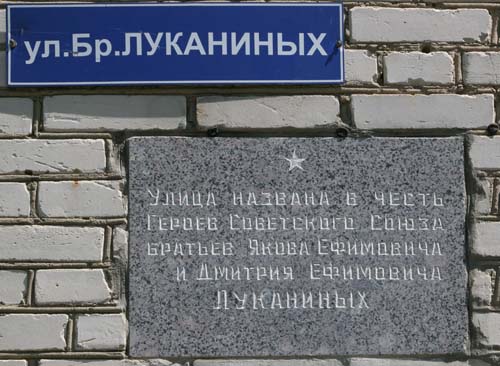 ул.Бр.ЛУКАНИНЫХ
УЛИЦА НАЗВАНА В ЧЕСТЬ
ГЕРОЕВ СОВЕТСКОГО СОЮЗА
БРАТЬЕВ ЯКОВА ЕФИМОВИЧА
И ДМИТРИЯ ЕФИМОВИЧА
ЛУКАНИНЫХ